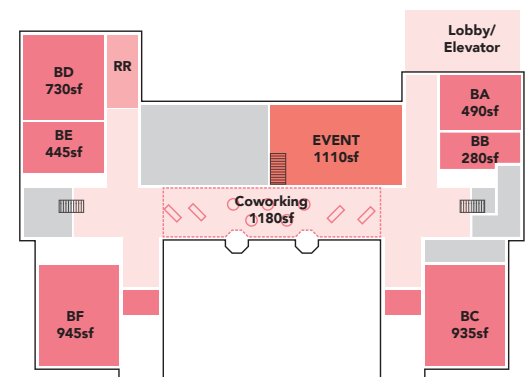 Lobby/
Elevator
BD
730sf
RR
BA
490sf
BE
445sf
EVENT
1110sf
BB
280sf
Coworking
1180sf
BF
945sf
BC
935sf